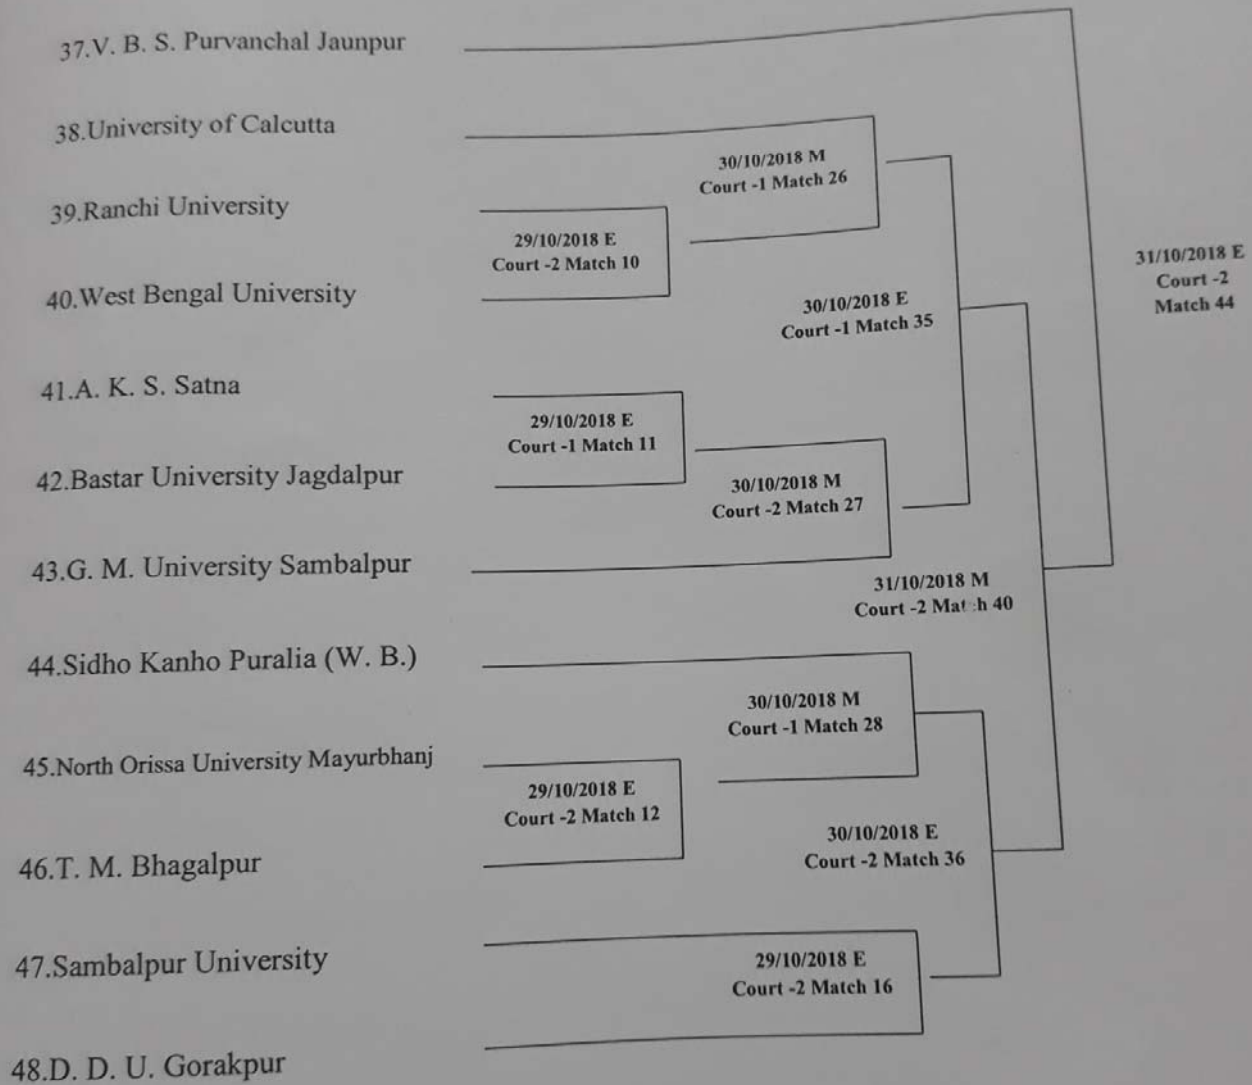 37.V. B. S. Purvanchal Jaunpur
38.University of Calcutta
30/10/2018 M
Court -1 Match 26
39.Ranchi University
29/10/2018 E
Court -2 Match 10
31/10/2018 E
Court -2
Match 44
40.West Bengal University
30/10/2018 E
Court -1 Match 35
41.A. K. S. Satna
29/10/2018 E
Court -1 Match 11
42.Bastar University Jagdalpur
30/10/2018 M
Court -2 Match 27
43.G. M. University Sambalpur
31/10/2018 M
Court -2 Match 40
44.Sidho Kanho Puralia (W. B.)
30/10/2018 M
Court -1 Match 28
45.North Orissa University Mayurbhanj
29/10/2018 E
Court -2 Match 12
30/10/2018 E
Court -2 Match 36
46.T. M. Bhagalpur
47.Sambalpur University
29/10/2018 E
Court -2 Match 16
48.D. D. U. Gorakpur